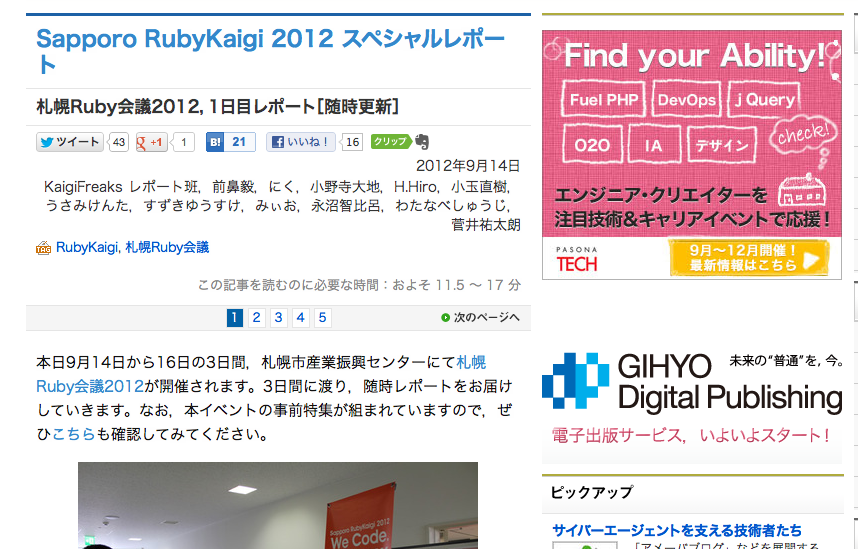 Sapporo RubyKaigi 2012 スペシャルレポー
ト
札幌Ruby会議2012，1日目レポート［随時更新］
ツイート 43 g +1 1 B! 21 いいね！ 16 クリップ
2012年9月14日
KaigiFreaks レポート班，前鼻毅，にく，小野寺大地，H.Hiro，小玉直樹，
うさみけんた，すずきゆうすけ，みぃお，永沼智比呂，わたなべしゅうじ，
菅井祐太朗
TAG RubyKaigi, 札幌Ruby会議
この記事を読むのに必要な時間：およそ 11.5 〜 17 分
1 2 3 4 5 次のページへ
本日9月14日から16日の3日間，札幌市産業振興センターにて札幌
Ruby会議2012が開催されます。3日間に渡り，随時レポートをお届け
していきます。なお，本イベントの事前特集が組まれていますので，ぜ
ひこちらも確認してみてください。
Sapporo RubyKaigi 2012
We Code.
Find your Ability!
Fuel PHP DevOps jQuery
O2O IA デザイン check!
エンジニア・クリエイターを
注目技術&キャリアイベントで応援！
PASONA
TECH
9月〜12月開催！
最新情報はこちら
GIHYO 未来の“普通”を，今。
Digital Publishing
電子出版サービス，いよいよスタート！
ピックアップ
サイバーエージェントを支える技術者たち
「アメーバブログ」などを展開する